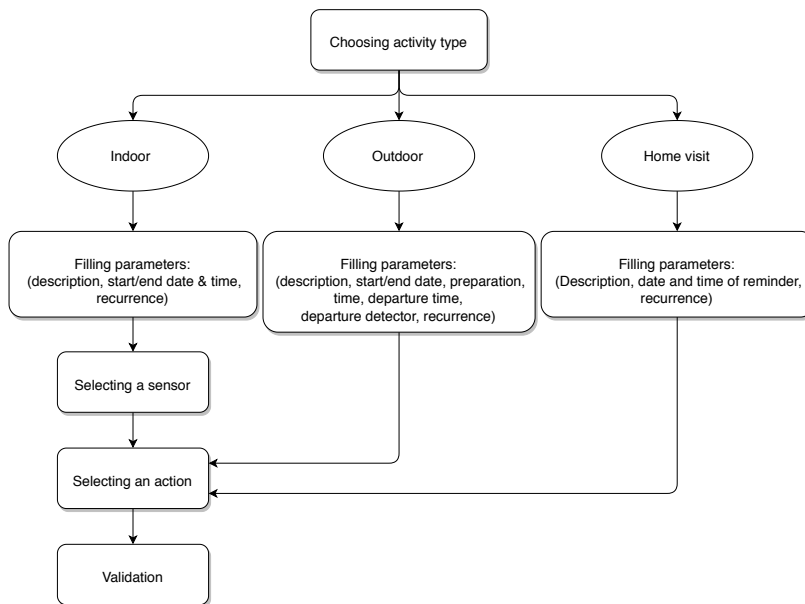 Choosing activity type
Indoor
Outdoor
Home visit
Filling parameters:
(description, start/end date & time,
recurrence)
Filling parameters:
(description, start/end date, preparation,
time, departure time,
departure detector, recurrence)
Filling parameters:
(Description, date and time of reminder,
recurrence)
Selecting a sensor
Selecting an action
Validation